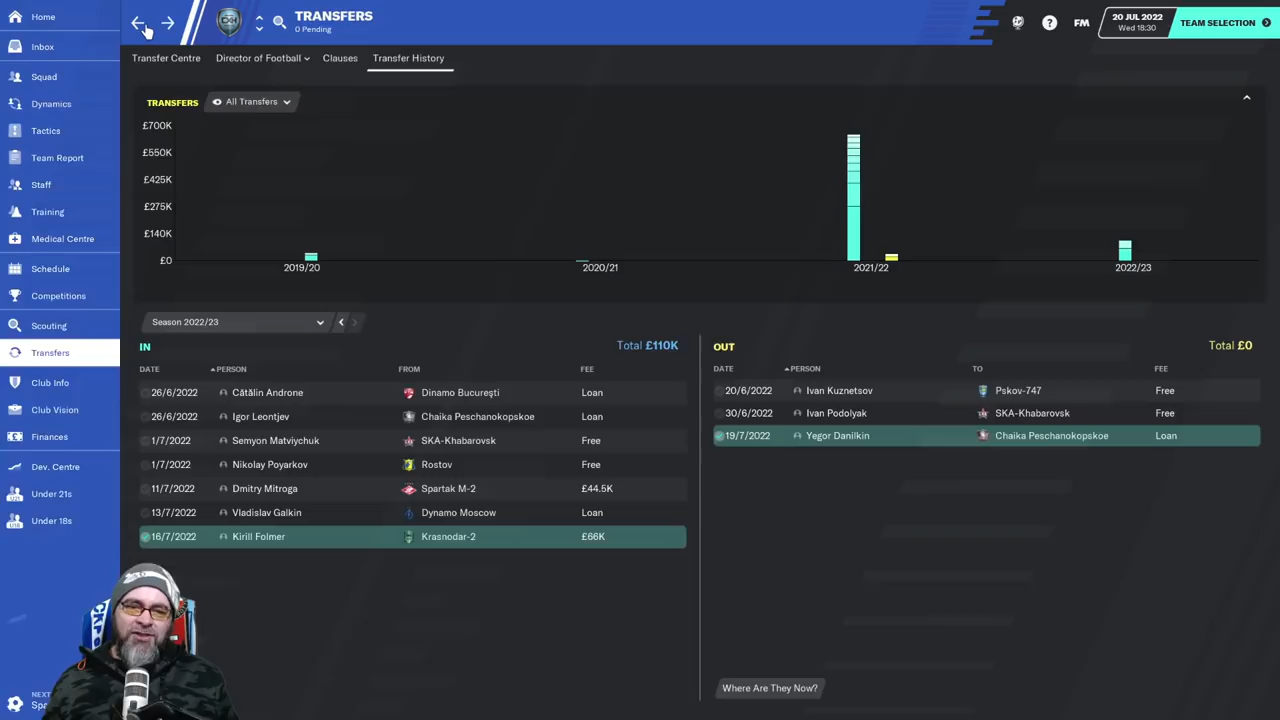 Home
TRANSFERS
0 Pending
FM
20 JUL 2022
Wed 18:30
TEAM SELECTION
Inbox
Squad
Dynamics
Tactics
Team Report
Staff
Training
Medical Centre
Schedule
Competitions
Scouting
Transfers
Club Info
Club Vision
Finances
Dev. Centre
Under 21s
Under 18s
Transfer Centre
Director of Football
Clauses
Transfer History
TRANSFERS
All Transfers
£700K
£550K
£425K
£275K
£140K
£0
2019/20
2020/21
2021/22
2022/23
Season 2022/23
IN
Total £110K
DATE PERSON FROM FEE
26/6/2022 Cătălin Androne Dinamo București Loan
26/6/2022 Igor Leontjev Chaika Peschanokopskoe Loan
1/7/2022 Semyon Matviychuk SKA-Khabarovsk Free
1/7/2022 Nikolay Poyarkov Rostov Free
11/7/2022 Dmitry Mitroga Spartak M-2 £44.5K
13/7/2022 Vladislav Galkin Dynamo Moscow Loan
16/7/2022 Kirill Folmer Krasnodar-2 £66K
OUT
Total £0
DATE PERSON TO FEE
20/6/2022 Ivan Kuznetsov Pskov-747 Free
30/6/2022 Ivan Podolyak SKA-Khabarovsk Free
19/7/2022 Yegor Danilkin Chaika Peschanokopskoe Loan
Where Are They Now?
NEXT
Spa